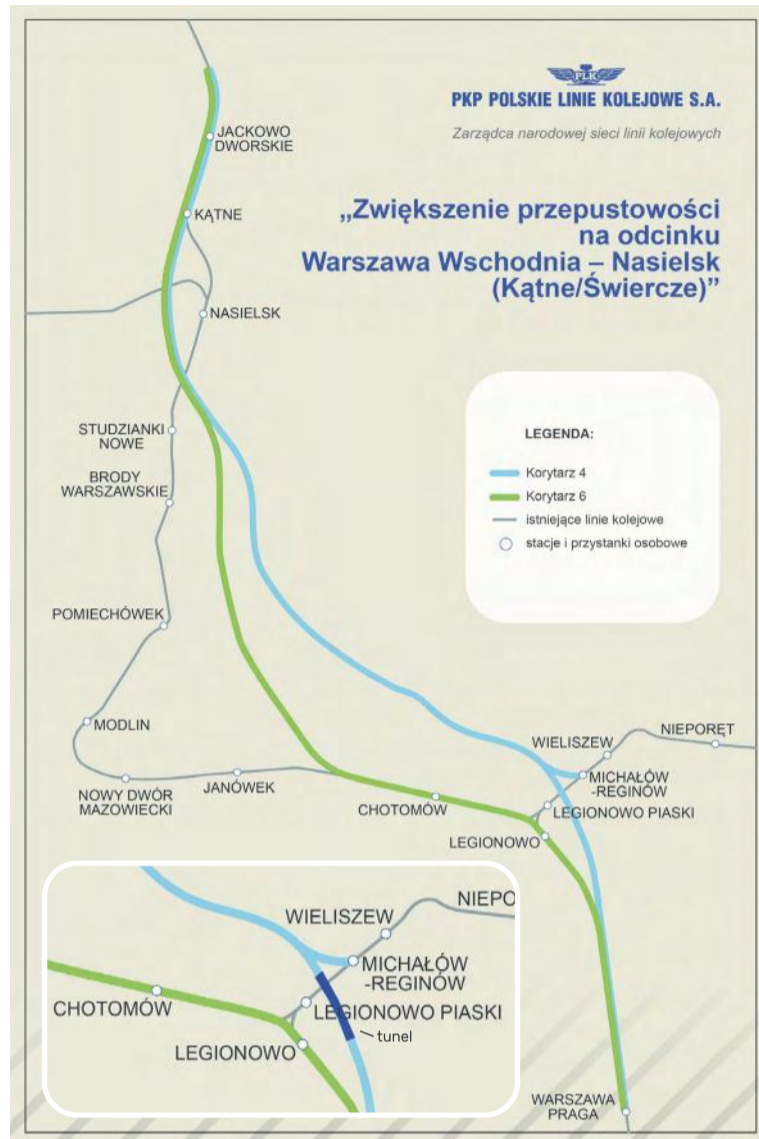 PLK
PKP POLSKIE LINIE KOLEJOWE S.A.
Zarządca narodowej sieci linii kolejowych
„Zwiększenie przepustowości
na odcinku
Warszawa Wschodnia – Nasielsk
(Kątne/Świercze)”
JACKOWO
DWORSKIE
KĄTNE
NASIELSK
STUDZIANKI
NOWE
BRODY
WARSZAWSKIE
POMIECHÓWEK
MODLIN
NOWY DWÓR
MAZOWIECKI
JANÓWEK
CHOTOMÓW
LEGIONOWO
LEGIONOWO PIASKI
MICHAŁÓW
-REGINÓW
WIELISZEW
NIEPORĘT
WARSZAWA
PRAGA
LEGENDA:
Korytarz 4
Korytarz 6
istniejące linie kolejowe
stacje i przystanki osobowe
NIEPO
WIELISZEW
MICHAŁÓW
-REGINÓW
LEGIONOWO PIASKI
CHOTOMÓW
LEGIONOWO
tunel